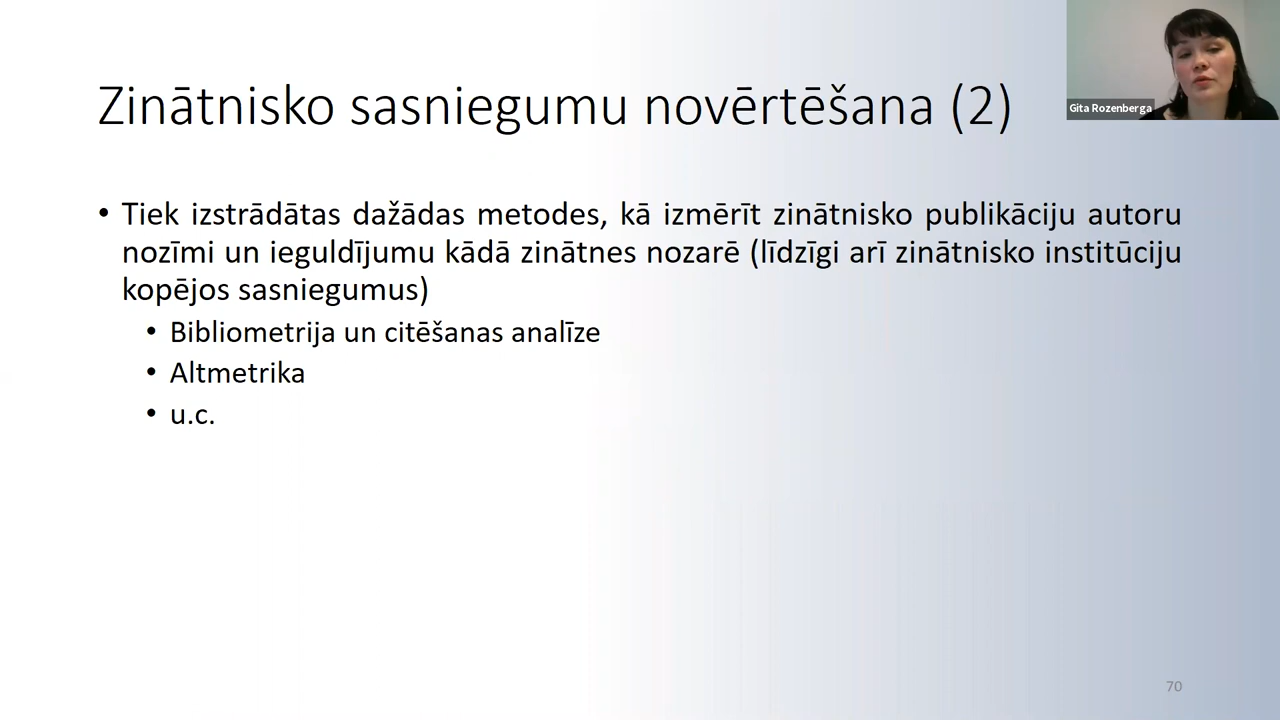 Zinātnisko sasniegumu novērtēšana (2)
Gita Rozenberga
• Tiek izstrādātas dažādas metodes, kā izmērīt zinātnisko publikāciju autoru
nozīmi un ieguldījumu kādā zinātnes nozarē (līdzīgi arī zinātnisko institūciju
kopējos sasniegumus)
• Bibliometrija un citēšanas analīze
• Altmetrika
• u.c.
70